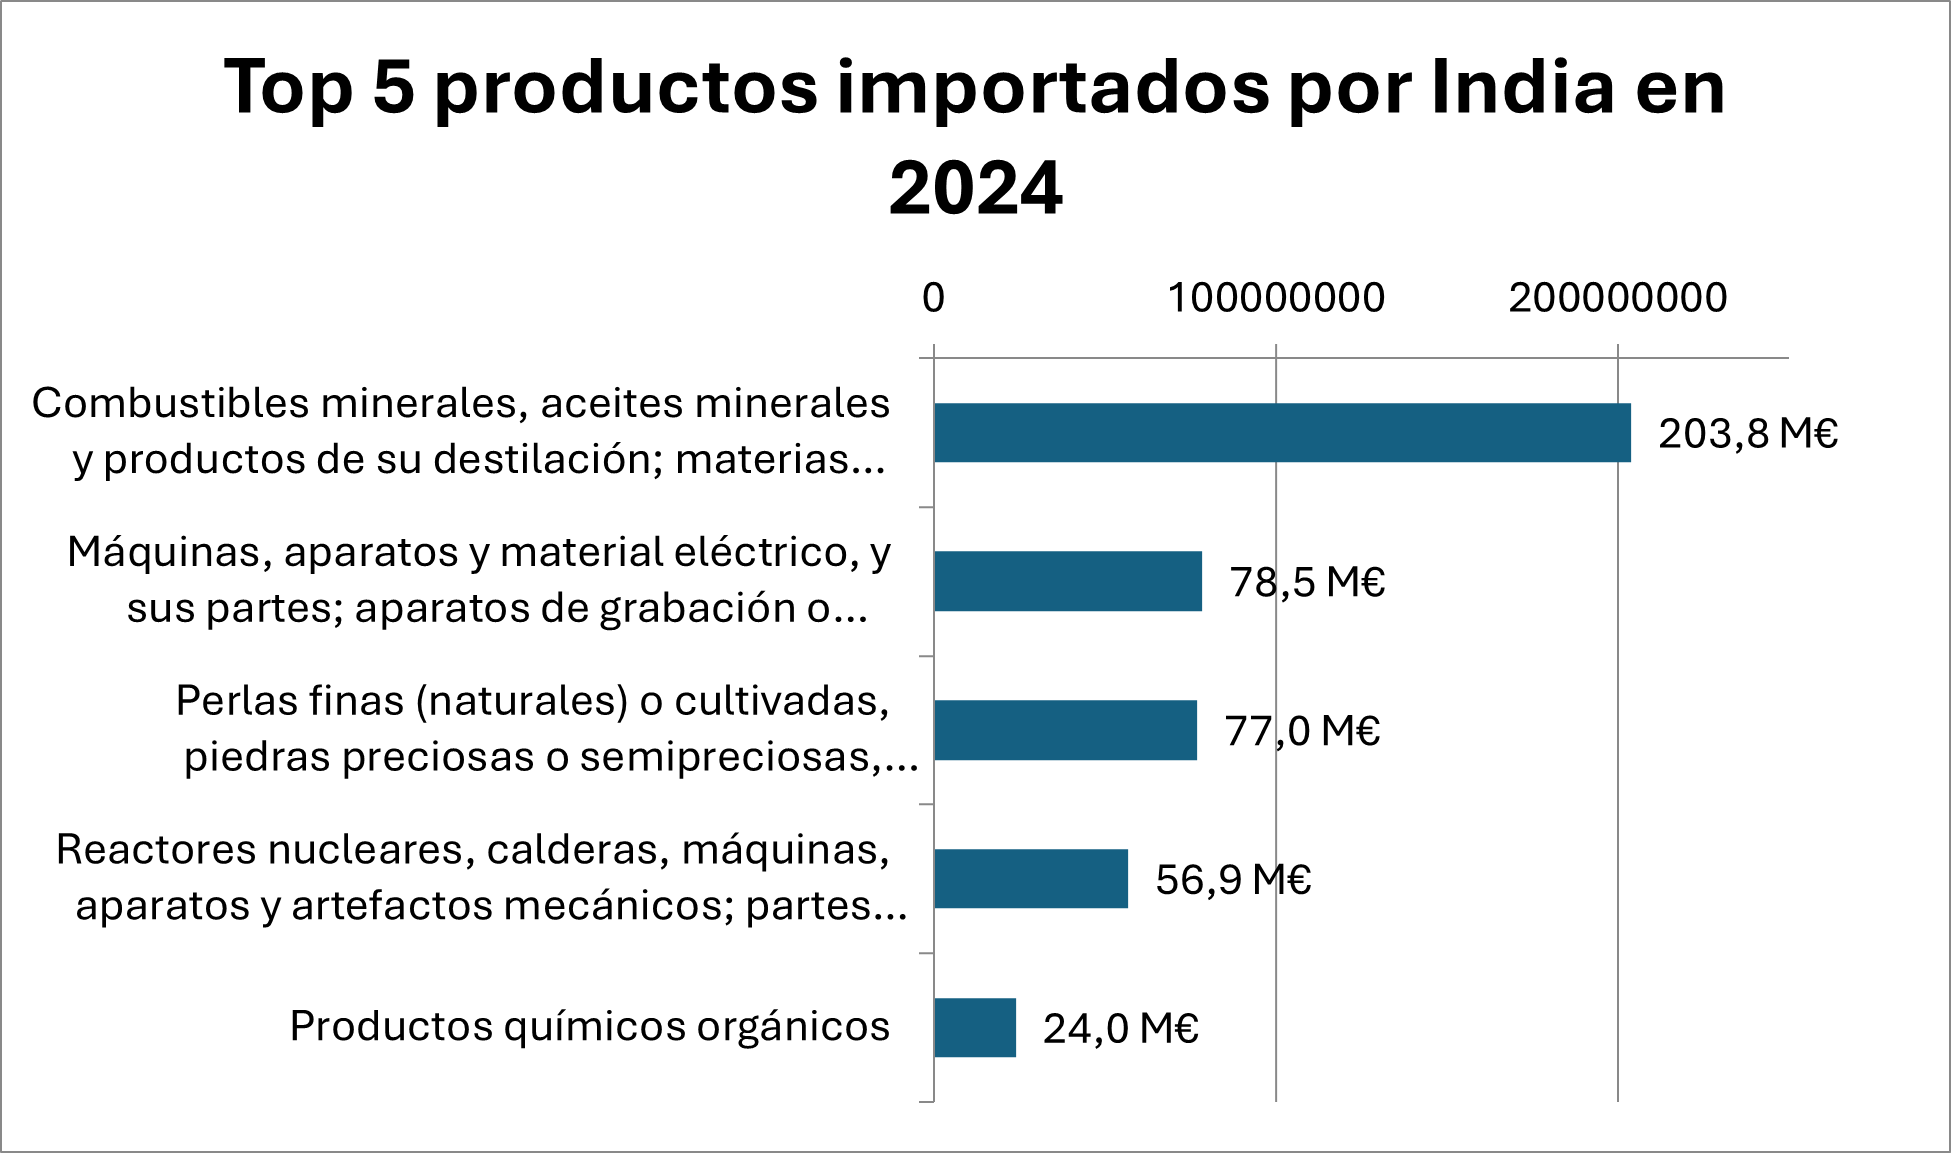 Top 5 productos importados por India en
2024
0 100000000 200000000
Combustibles minerales, aceites minerales
y productos de su destilación; materias...
203,8 M€
Máquinas, aparatos y material eléctrico, y
sus partes; aparatos de grabación o...
78,5 M€
Perlas finas (naturales) o cultivadas,
piedras preciosas o semipreciosas,...
77,0 M€
Reactores nucleares, calderas, máquinas,
aparatos y artefactos mecánicos; partes...
56,9 M€
Productos químicos orgánicos
24,0 M€